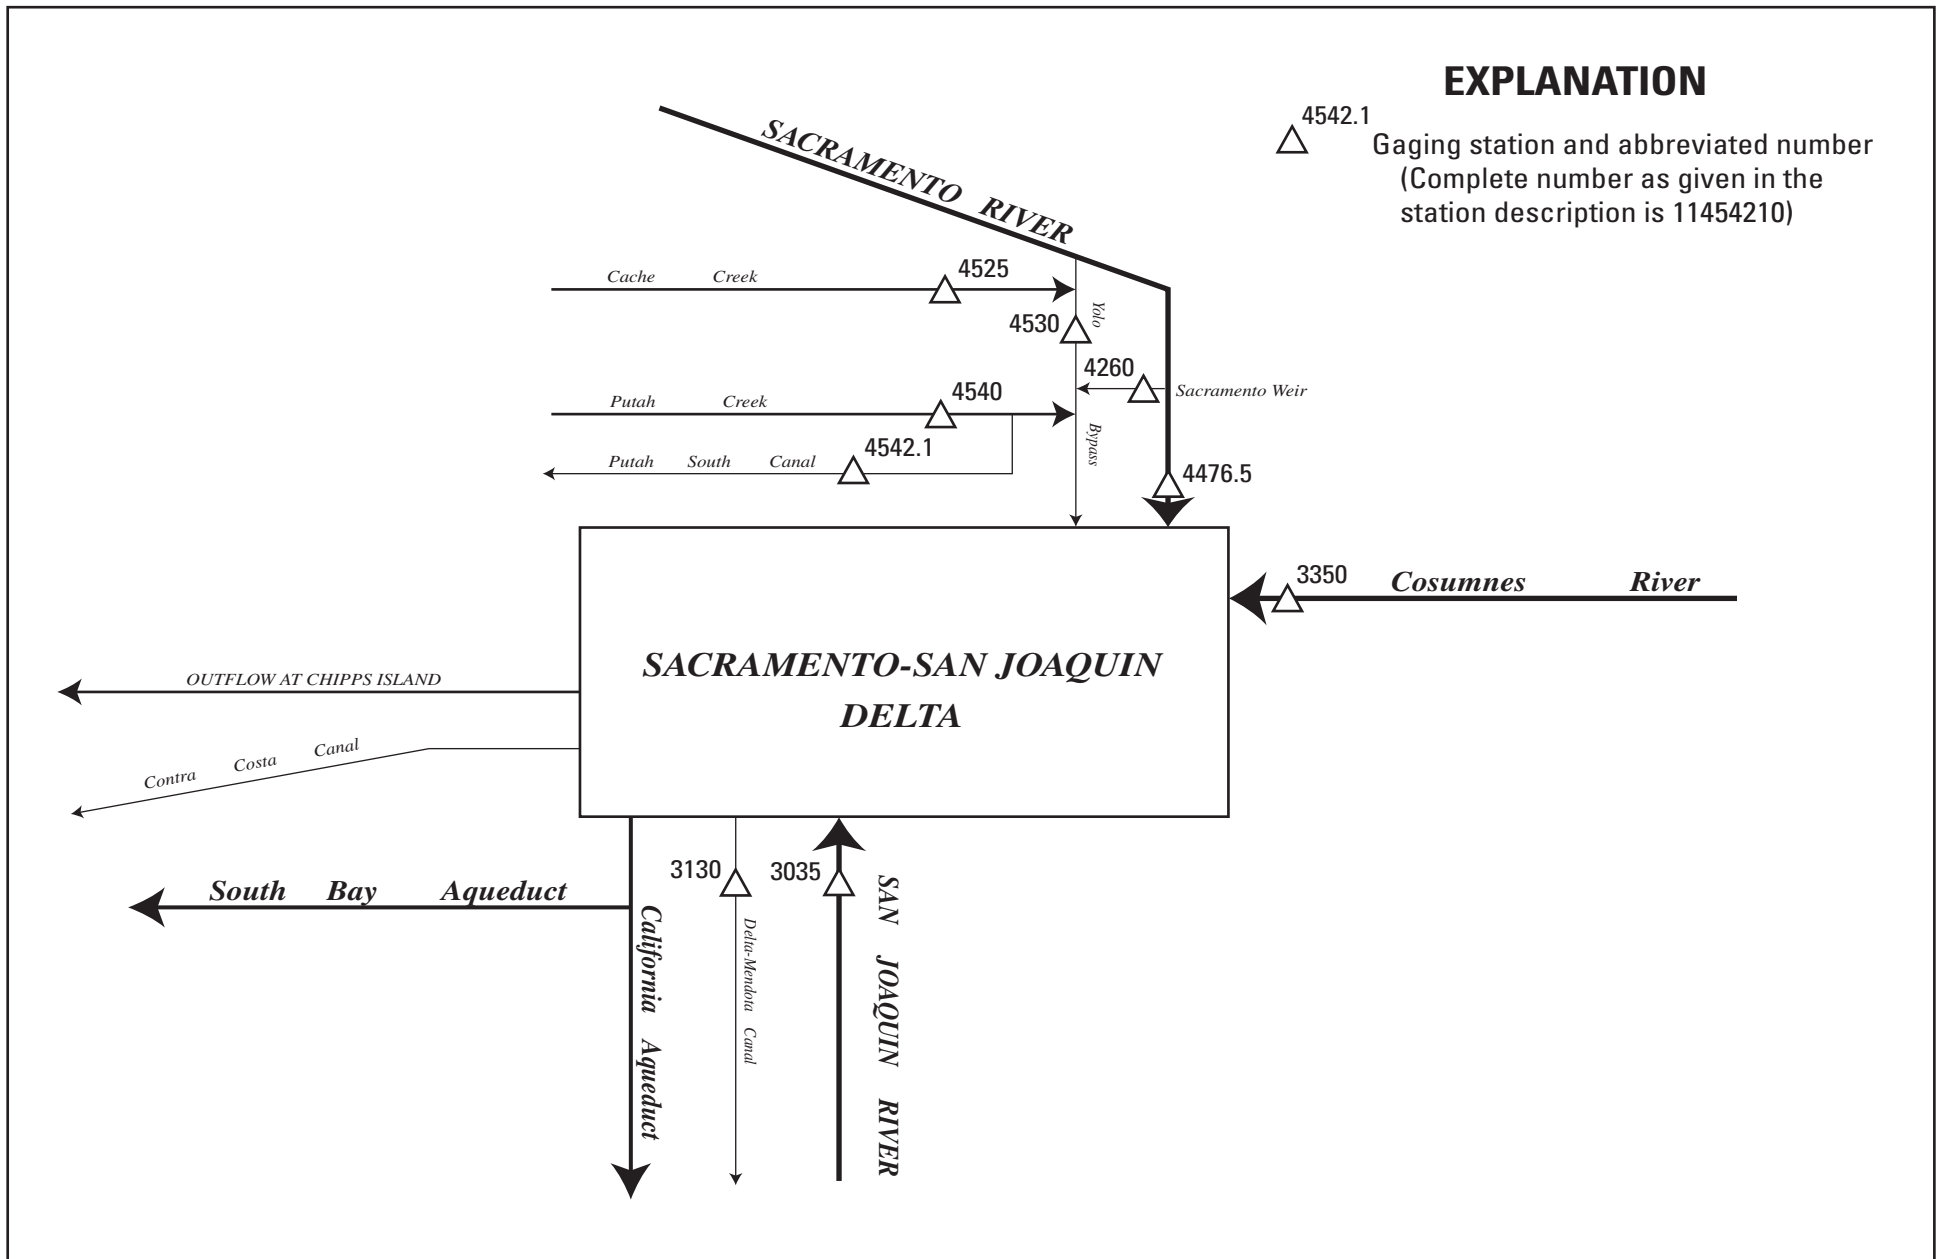 EXPLANATION
4542.1
Gaging station and abbreviated number
(Complete number as given in the
station description is 11454210)
SACRAMENTO RIVER
Cache Creek
4525
4530
Yolo
4260
Sacramento Weir
Putah Creek
4540
Bypass
4542.1
Putah South Canal
4476.5
3350
Cosumnes River
SACRAMENTO-SAN JOAQUIN
DELTA
OUTFLOW AT CHIPPS ISLAND
Contra Costa Canal
3130
3035
South Bay Aqueduct
California Aqueduct
Delta-Mendota Canal
SAN JOAQUIN RIVER